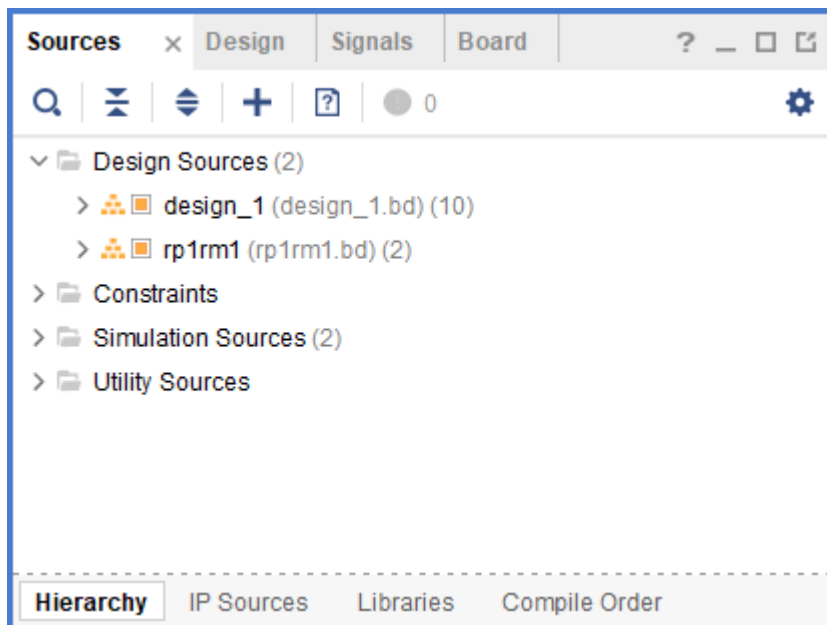 Sources × Design Signals Board ?
0
Design Sources (2)
design_1 (design_1.bd) (10)
rp1rm1 (rp1rm1.bd) (2)
Constraints
Simulation Sources (2)
Utility Sources
Hierarchy IP Sources Libraries Compile Order